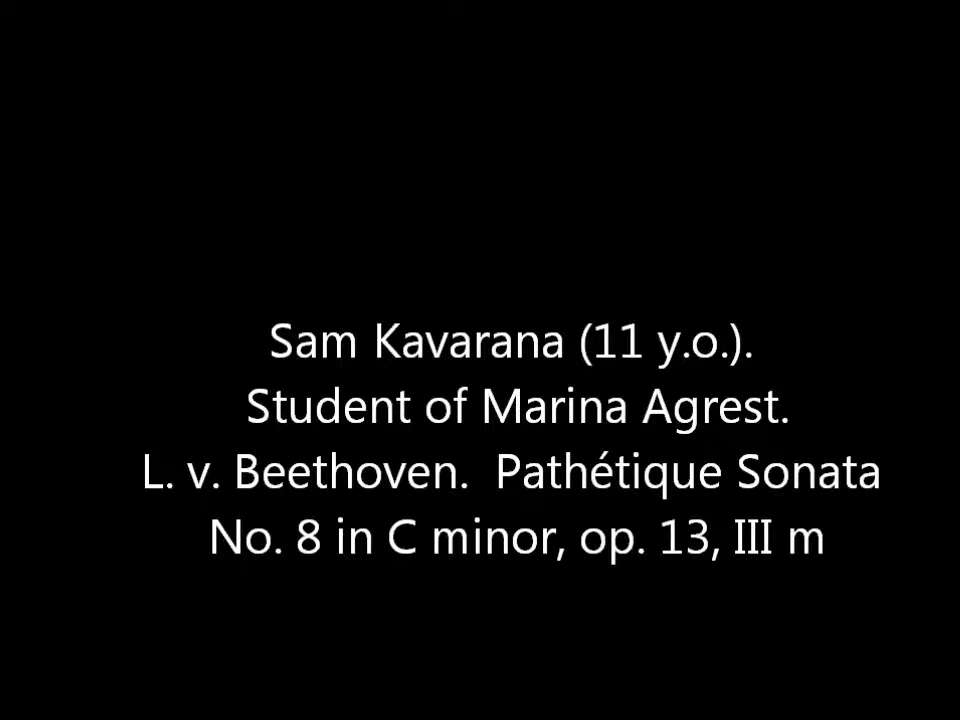 Sam Kavarana (11 y.o.).
Student of Marina Agrest.
L. v. Beethoven.  Pathétique Sonata
No. 8 in C minor, op. 13, III m